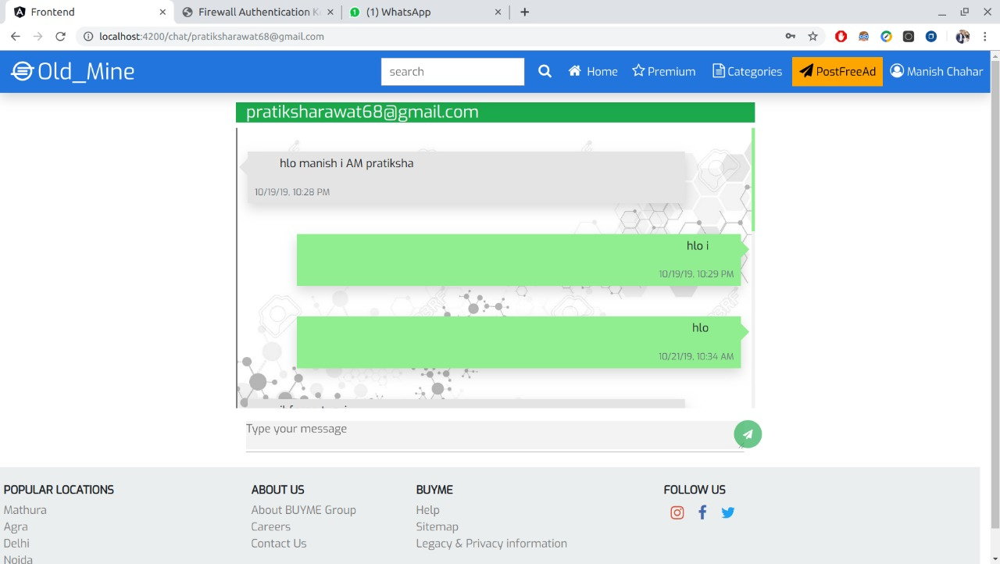 Frontend
Firewall Authentication K
(1) WhatsApp
localhost:4200/chat/pratiksharawat68@gmail.com
Old_Mine
search
Home
Premium
Categories
PostFreeAd
Manish Chahar
pratiksharawat68@gmail.com
hlo manish i AM pratiksha
10/19/19, 10:28 PM
hlo i
10/19/19, 10:29 PM
hlo
10/21/19, 10:34 AM
Type your message
POPULAR LOCATIONS
Mathura
Agra
Delhi
Noida
ABOUT US
About BUYME Group
Careers
Contact Us
BUYME
Help
Sitemap
Legacy & Privacy information
FOLLOW US